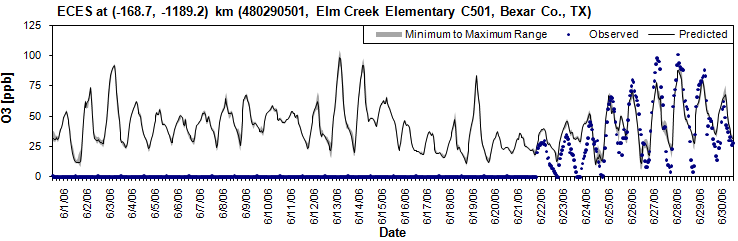 ECES at (-168.7, -1189.2) km (480290501, Elm Creek Elementary C501, Bexar Co., TX)
Minimum to Maximum Range Observed Predicted
O3 [ppb]
125
100
75
50
25
0
6/1/06 6/2/06 6/3/06 6/4/06 6/5/06 6/6/06 6/7/06 6/8/06 6/9/06 6/10/06 6/11/06 6/12/06 6/13/06 6/14/06 6/15/06 6/16/06 6/17/06 6/18/06 6/19/06 6/20/06 6/21/06 6/22/06 6/23/06 6/24/06 6/25/06 6/26/06 6/27/06 6/28/06 6/29/06 6/30/06
Date